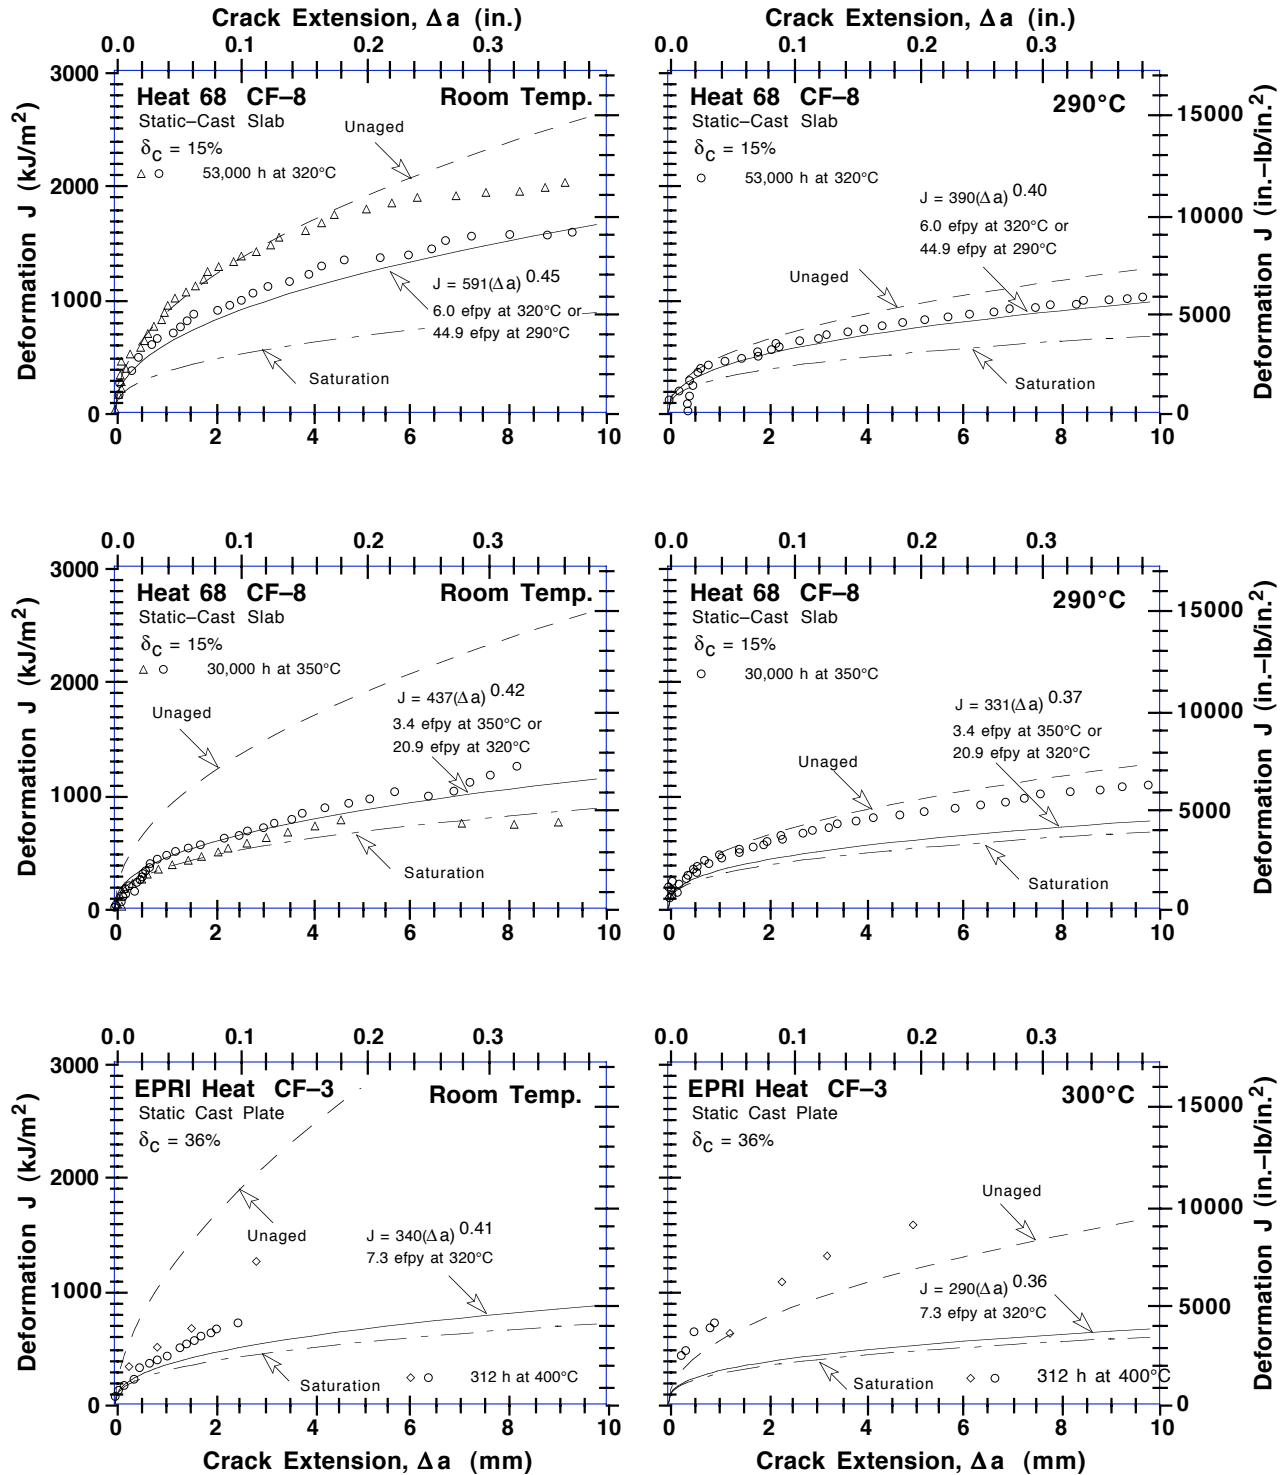 Crack Extension, Δa (in.)
0.0 0.1 0.2 0.3
3000
2000
1000
0
Deformation J (kJ/m²)
Heat 68 CF–8 Room Temp.
Static–Cast Slab
δC = 15%
53,000 h at 320°C
Unaged
J = 591(Δa)0.45
6.0 efpy at 320°C or
44.9 efpy at 290°C
Saturation
0 2 4 6 8 10
Crack Extension, Δa (in.)
0.0 0.1 0.2 0.3
Heat 68 CF–8 290°C
Static–Cast Slab
δC = 15%
53,000 h at 320°C
J = 390(Δa)0.40
6.0 efpy at 320°C or
44.9 efpy at 290°C
Unaged
Saturation
15000
10000
5000
0
Deformation J (in.–lb/in.²)
0 2 4 6 8 10
0.0 0.1 0.2 0.3
3000
2000
1000
0
Deformation J (kJ/m²)
Heat 68 CF–8 Room Temp.
Static–Cast Slab
δC = 15%
30,000 h at 350°C
Unaged
J = 437(Δa)0.42
3.4 efpy at 350°C or
20.9 efpy at 320°C
Saturation
0 2 4 6 8 10
0.0 0.1 0.2 0.3
Heat 68 CF–8 290°C
Static–Cast Slab
δC = 15%
30,000 h at 350°C
J = 331(Δa)0.37
3.4 efpy at 350°C or
20.9 efpy at 320°C
Unaged
Saturation
15000
10000
5000
0
Deformation J (in.–lb/in.²)
0 2 4 6 8 10
0.0 0.1 0.2 0.3
3000
2000
1000
0
Deformation J (kJ/m²)
EPRI Heat CF–3 Room Temp.
Static Cast Plate
δC = 36%
Unaged
J = 340(Δa)0.41
7.3 efpy at 320°C
Saturation
312 h at 400°C
0 2 4 6 8 10
Crack Extension, Δa (mm)
0.0 0.1 0.2 0.3
EPRI Heat CF–3 300°C
Static Cast Plate
δC = 36%
Unaged
J = 290(Δa)0.36
7.3 efpy at 320°C
Saturation
312 h at 400°C
15000
10000
5000
0
Deformation J (in.–lb/in.²)
0 2 4 6 8 10
Crack Extension, Δa (mm)